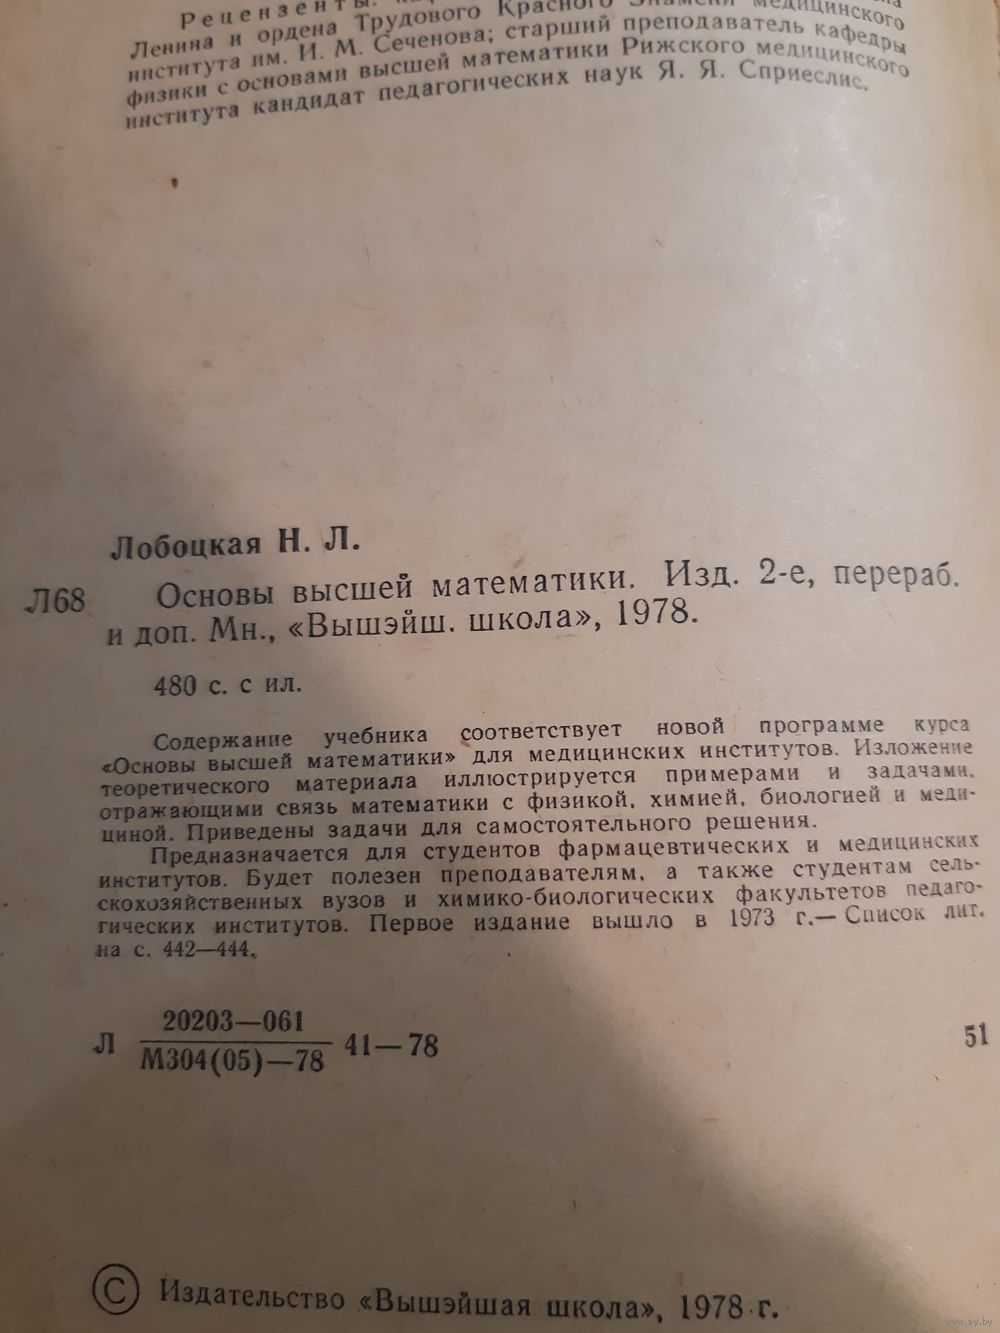 Рецензенты:
Ленина и ордена Трудового Красного Знамени медицинского
института им. И. М. Сеченова; старший преподаватель кафедры
физики с основами высшей математики Рижского медицинского
института кандидат педагогических наук Я. Я. Сприеслис.
Лобоцкая Н. Л.
Л68 Основы высшей математики. Изд. 2-е, перераб.
и доп. Мн., «Вышэйш. школа», 1978.
480 с. с ил.
Содержание учебника соответствует новой программе курса
«Основы высшей математики» для медицинских институтов. Изложение
теоретического материала иллюстрируется примерами и задачами,
отражающими связь математики с физикой, химией, биологией и меди-
циной. Приведены задачи для самостоятельного решения.
Предназначается для студентов фармацевтических и медицинских
институтов. Будет полезен преподавателям, а также студентам сель-
скохозяйственных вузов и химико-биологических факультетов педаго-
гических институтов. Первое издание вышло в 1973 г.— Список лит.
на с. 442—444.
20203—061
Л М304(05)—78 41—78 51
© Издательство «Вышэйшая школа», 1978 г.
www.ay.by